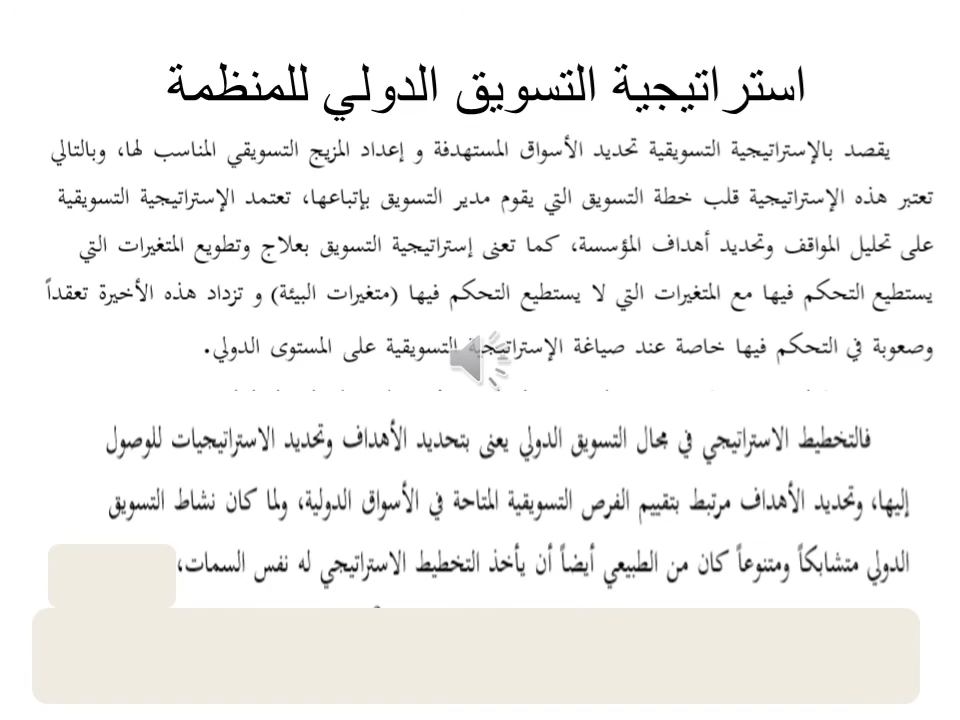 استراتيجية التسويق الدولي للمنظمة
يقصد بالإستراتيجية التسويقية تحديد الأسواق المستهدفة و إعداد المزيج التسويقي المناسب لها، وبالتالي
تعتبر هذه الإستراتيجية قلب خطة التسويق التي يقوم مدير التسويق بإتباعها، تعتمد الإستراتيجية التسويقية
على تحليل المواقف وتحديد أهداف المؤسسة، كما تعنى إستراتيجية التسويق بعلاج وتطويع المتغيرات التي
يستطيع التحكم فيها مع المتغيرات التي لا يستطيع التحكم فيها (متغيرات البيئة) و تزداد هذه الأخيرة تعقداً
وصعوبة في التحكم فيها خاصة عند صياغة الإستراتيجية التسويقية على المستوى الدولي.
فالتخطيط الاستراتيجي في مجال التسويق الدولي يعنى بتحديد الأهداف وتحديد الاستراتيجيات للوصول
إليها، وتحديد الأهداف مرتبط بتقييم الفرص التسويقية المتاحة في الأسواق الدولية، ولما كان نشاط التسويق
الدولي متشابكاً ومتنوعاً كان من الطبيعي أيضاً أن يأخذ التخطيط الاستراتيجي له نفس السمات،